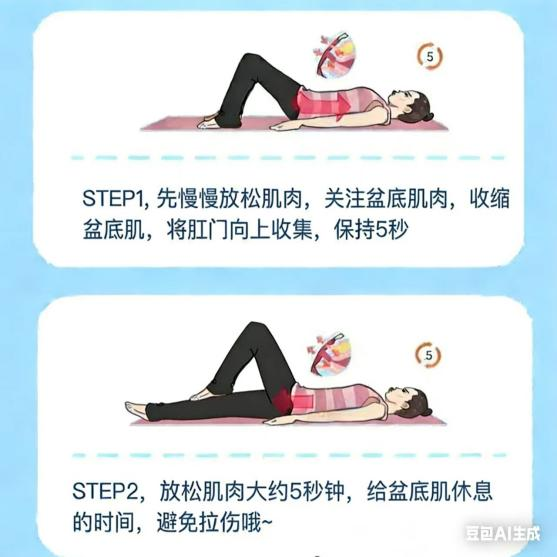 5
STEP1, 先慢慢放松肌肉，关注盆底肌肉，收缩
盆底肌，将肛门向上收集，保持5秒
5
STEP2，放松肌肉大约5秒钟，给盆底肌休息
的时间，避免拉伤哦~
豆包AI生成